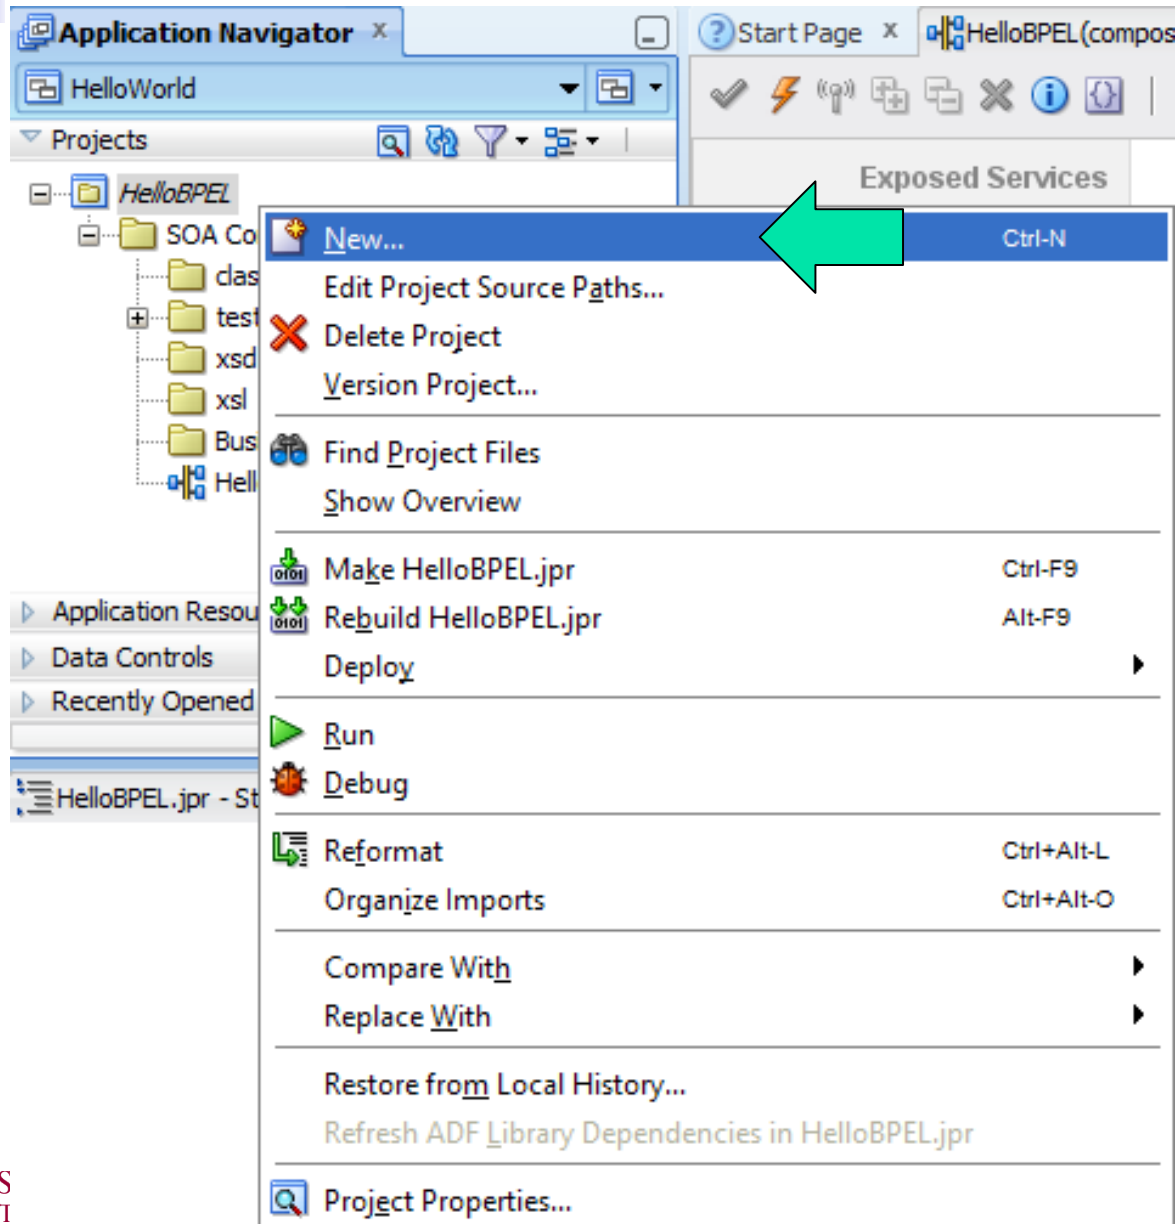 Application Navigator x
Start Page x
HelloBPEL(compos
HelloWorld
Projects
Exposed Services
HelloBPEL
SOA Co
clas
test
xsd
xsl
Bus
Hell
Application Resou
Data Controls
Recently Opened
HelloBPEL.jpr - St
New... Ctrl-N
Edit Project Source Paths...
Delete Project
Version Project...
Find Project Files
Show Overview
Make HelloBPEL.jpr Ctrl-F9
Rebuild HelloBPEL.jpr Alt-F9
Deploy
Run
Debug
Reformat Ctrl+Alt-L
Organize Imports Ctrl+Alt-O
Compare With
Replace With
Restore from Local History...
Refresh ADF Library Dependencies in HelloBPEL.jpr
Project Properties...
S
T